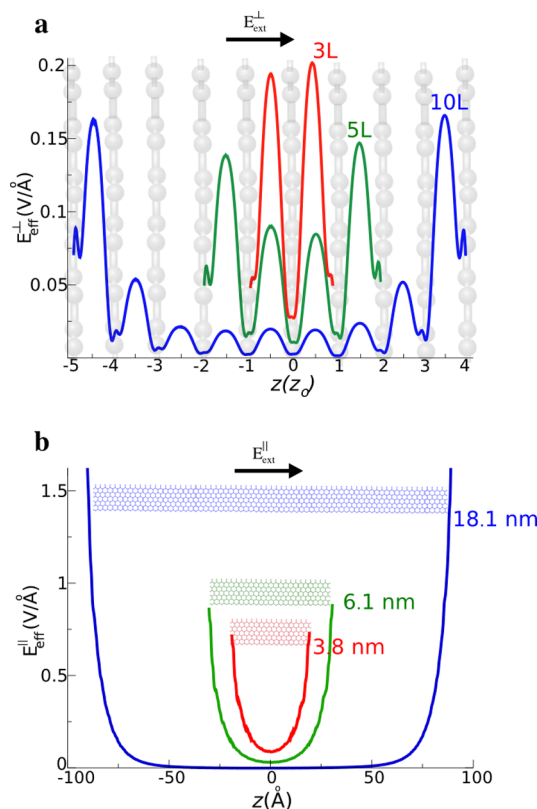 a
E⊥ext
3L
0.2
10L
0.15
5L
E⊥eff(V/Å)
0.1
0.05
-5 -4 -3 -2 -1 0 1 2 3 4
z(zo)
b
E||ext
1.5
18.1 nm
E||eff(V/Å)
1
6.1 nm
3.8 nm
0.5
0
-100 -50 0 50 100
z(Å)